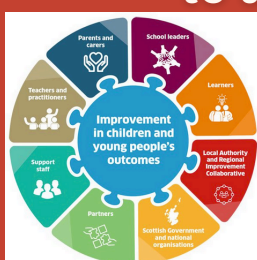 Parents and
carers
School leaders
Teachers and
practitioners
Learners
Improvement
in children and
young people's
outcomes
Support
staff
Local Authority
and Regional
Improvement
Collaborative
Partners
Scottish Government
and national
organisations